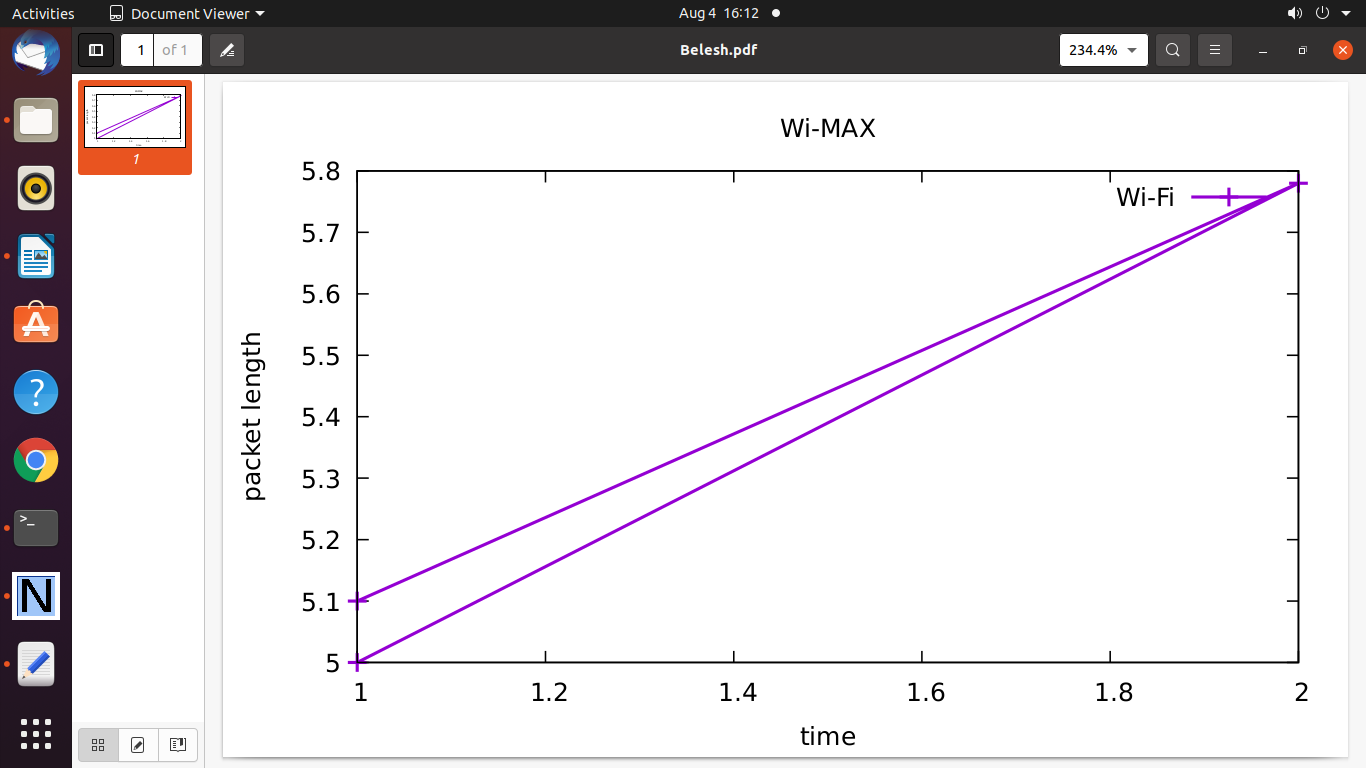 Activities Document Viewer Aug 4 16:12
1 of 1 Belesh.pdf 234.4%
1
Wi-MAX
Wi-Fi
5.8
5.7
5.6
5.5
5.4
5.3
5.2
5.1
5
packet length
1 1.2 1.4 1.6 1.8 2
time
>_
N